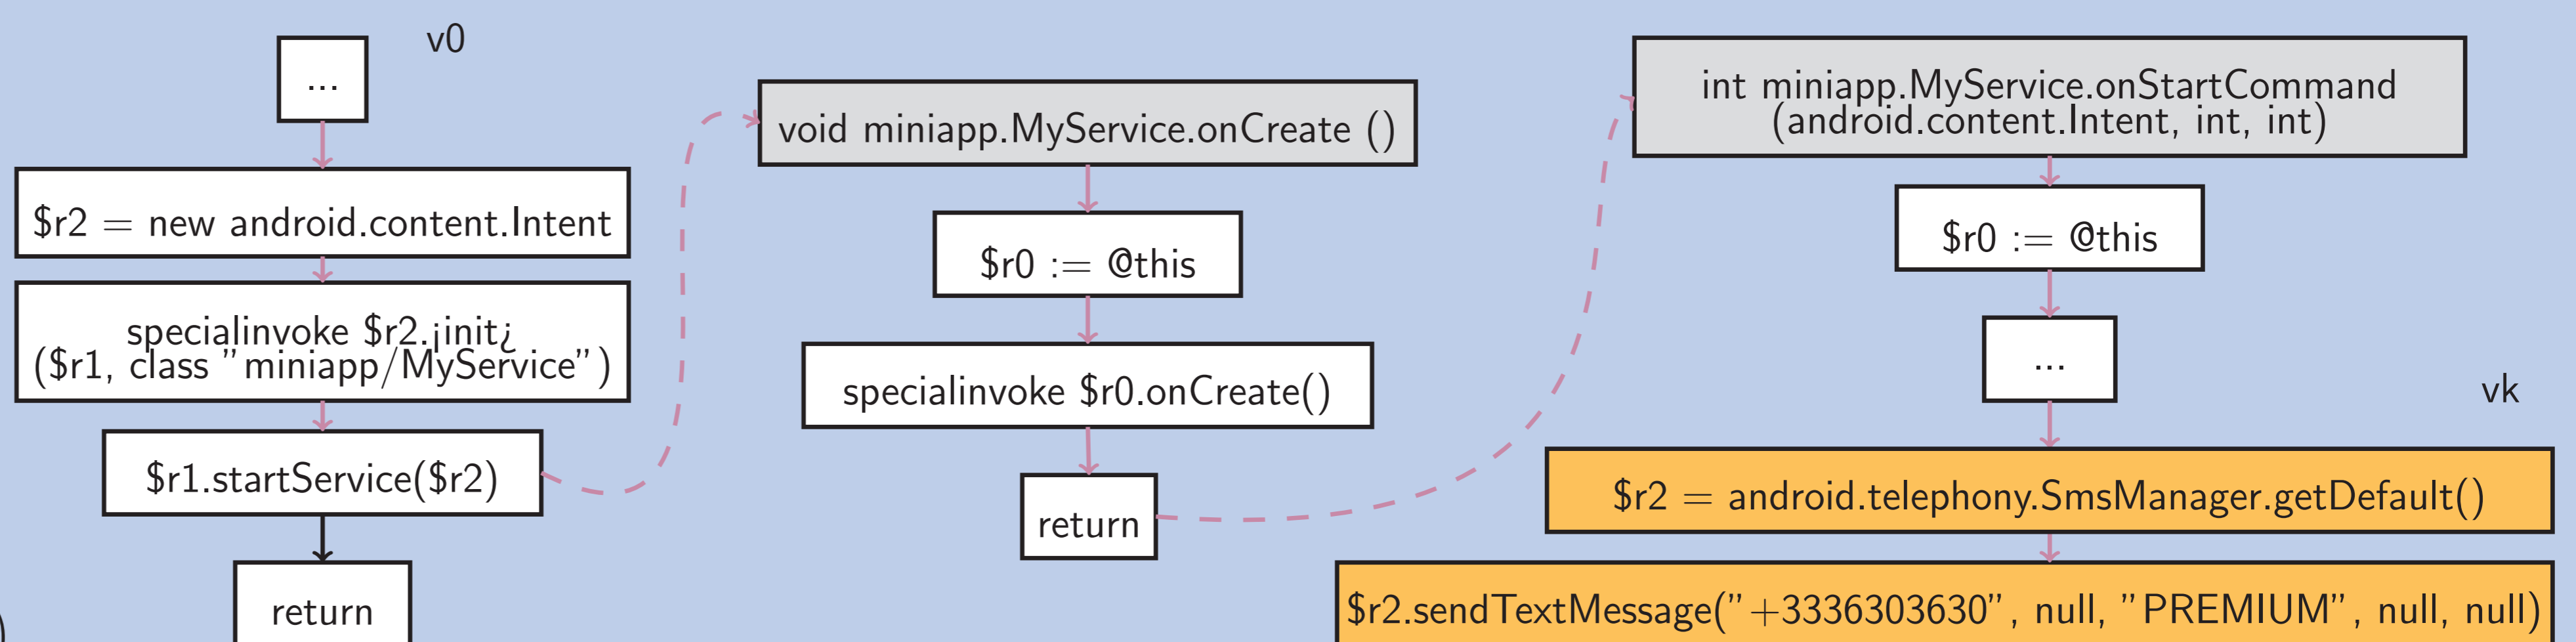 v0
...
$r2 = new android.content.Intent
specialinvoke $r2.¡init¿
($r1, class ”miniapp/MyService”)
$r1.startService($r2)
return
)
void miniapp.MyService.onCreate ()
$r0 := @this
specialinvoke $r0.onCreate()
return
int miniapp.MyService.onStartCommand
(android.content.Intent, int, int)
$r0 := @this
...
vk
$r2 = android.telephony.SmsManager.getDefault()
$r2.sendTextMessage(”+3336303630”, null, ”PREMIUM”, null, null)